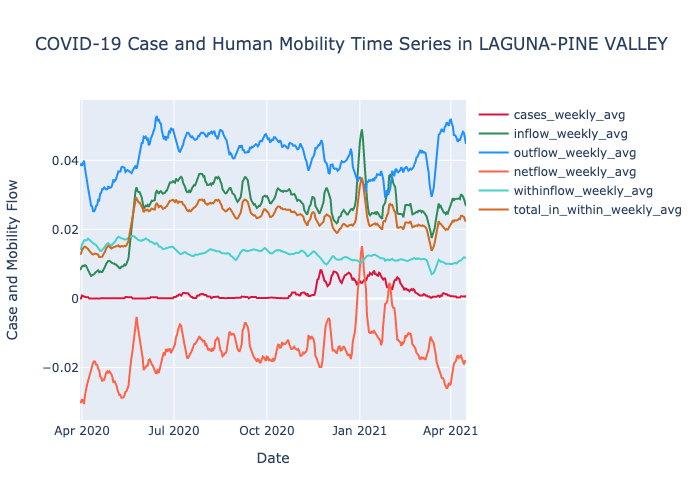 COVID-19 Case and Human Mobility Time Series in LAGUNA-PINE VALLEY
cases_weekly_avg
inflow_weekly_avg
outflow_weekly_avg
netflow_weekly_avg
withinflow_weekly_avg
total_in_within_weekly_avg
Case and Mobility Flow
0.04
0.02
0
−0.02
Apr 2020
Jul 2020
Oct 2020
Jan 2021
Apr 2021
Date